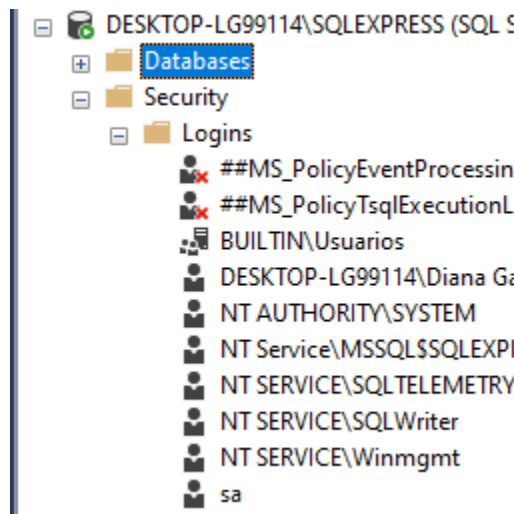 DESKTOP-LG99114\SQLEXPRESS (SQL S
Databases
Security
Logins
##MS_PolicyEventProcessin
##MS_PolicyTsqlExecutionL
BUILTIN\Usuarios
DESKTOP-LG99114\Diana Ga
NT AUTHORITY\SYSTEM
NT Service\MSSQL$SQLEXPI
NT SERVICE\SQLTELEMETRY
NT SERVICE\SQLWriter
NT SERVICE\Winmgmt
sa